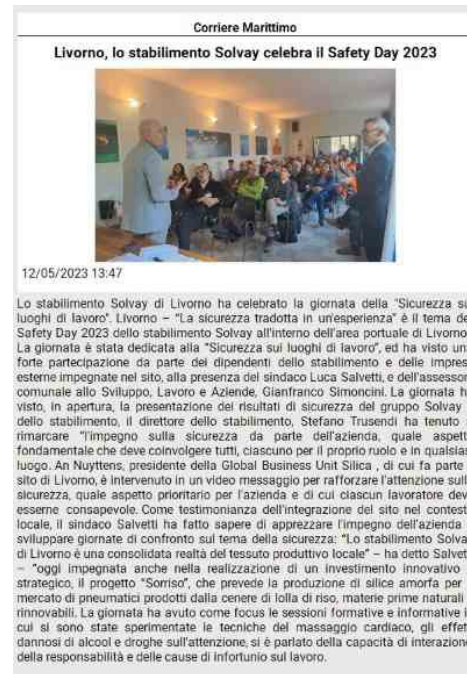 Corriere Marittimo
Livorno, lo stabilimento Solvay celebra il Safety Day 2023
12/05/2023 13:47
Lo stabilimento Solvay di Livorno ha celebrato la giornata della "Sicurezza su
luoghi di lavoro". Livorno – "La sicurezza tradotta in un'esperienza" è il tema de
Safety Day 2023 dello stabilimento Solvay all'interno dell'area portuale di Livorno
La giornata è stata dedicata alla "Sicurezza sui luoghi di lavoro", ed ha visto un
forte partecipazione da parte dei dipendenti dello stabilimento e delle impres
esterne impegnate nel sito, alla presenza del sindaco Luca Salvetti, e dell'assessor
comunale allo Sviluppo, Lavoro e Aziende, Gianfranco Simoncini. La giornata h
visto, in apertura, la presentazione dei risultati di sicurezza del gruppo Solvay
dello stabilimento, il direttore dello stabilimento, Stefano Trusendi ha tenuto
rimarcare "l'impegno sulla sicurezza da parte dell'azienda, quale aspett
fondamentale che deve coinvolgere tutti, ciascuno per il proprio ruolo e in qualsias
luogo. An Nuyttens, presidente della Global Business Unit Silica , di cui fa parte
sito di Livorno, è intervenuto in un video messaggio per rafforzare l'attenzione sull
sicurezza, quale aspetto prioritario per l'azienda e di cui ciascun lavoratore dev
esserne consapevole. Come testimonianza dell'integrazione del sito nel contest
locale, il sindaco Salvetti ha fatto sapere di apprezzare l'impegno dell'azienda
sviluppare giornate di confronto sul tema della sicurezza: "Lo stabilimento Solva
di Livorno è una consolidata realtà del tessuto produttivo locale" – ha detto Salvet
– "oggi impegnata anche nella realizzazione di un investimento innovativo
strategico, il progetto "Sorriso", che prevede la produzione di silice amorfa per
mercato di pneumatici prodotti dalla cenere di lolla di riso, materie prime naturali
rinnovabili. La giornata ha avuto come focus le sessioni formative e informative i
cui si sono state sperimentate le tecniche del massaggio cardiaco, gli effet
dannosi di alcool e droghe sull'attenzione, si è parlato della capacità di interazion
della responsabilità e delle cause di infortunio sul lavoro.